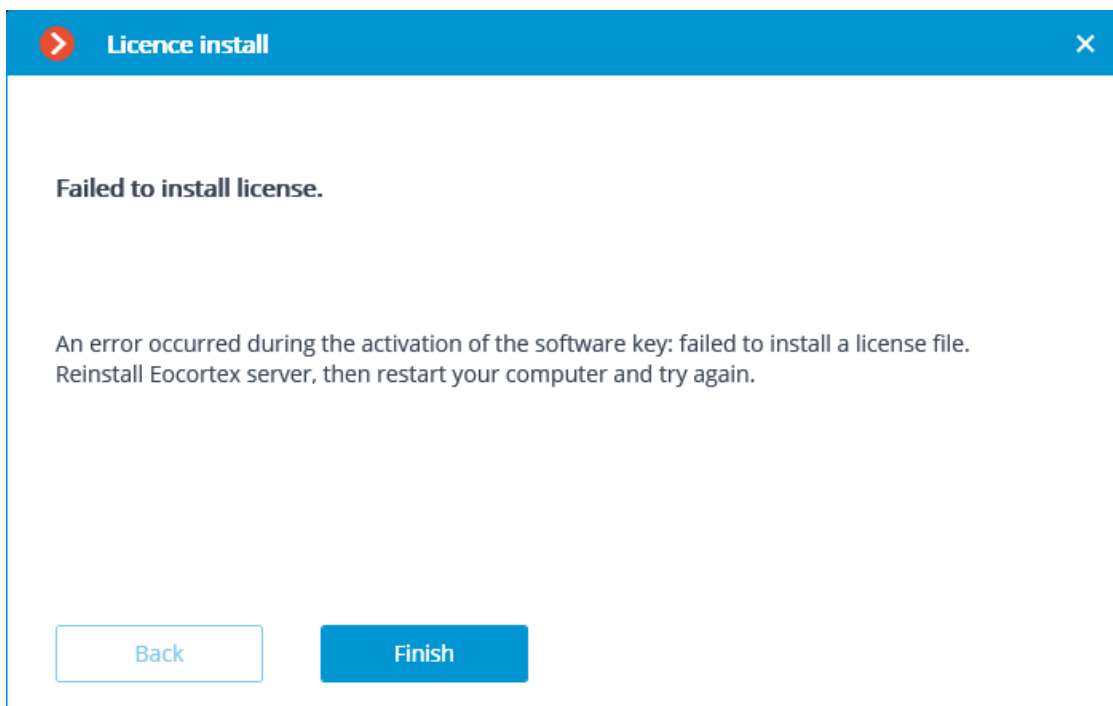 Licence install
Failed to install license.
An error occurred during the activation of the software key: failed to install a license file.
Reinstall Eocortex server, then restart your computer and try again.
Back
Finish